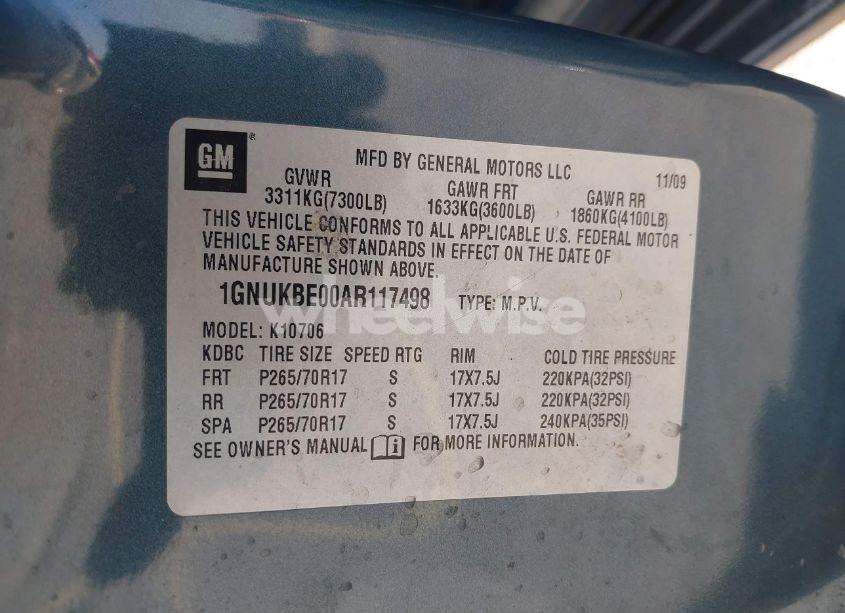 GM
MFD BY GENERAL MOTORS LLC
11/09
GVWR GAWR FRT GAWR RR
3311KG(7300LB) 1633KG(3600LB) 1860KG(4100LB)
THIS VEHICLE CONFORMS TO ALL APPLICABLE U.S. FEDERAL MOTOR
VEHICLE SAFETY STANDARDS IN EFFECT ON THE DATE OF
MANUFACTURE SHOWN ABOVE.
1GNUKBE00AR117498 TYPE: M.P.V.
wheelwise
MODEL: K10706
KDBC TIRE SIZE SPEED RTG RIM COLD TIRE PRESSURE
FRT P265/70R17 S 17X7.5J 220KPA(32PSI)
RR P265/70R17 S 17X7.5J 220KPA(32PSI)
SPA P265/70R17 S 17X7.5J 240KPA(35PSI)
SEE OWNER'S MANUAL FOR MORE INFORMATION.